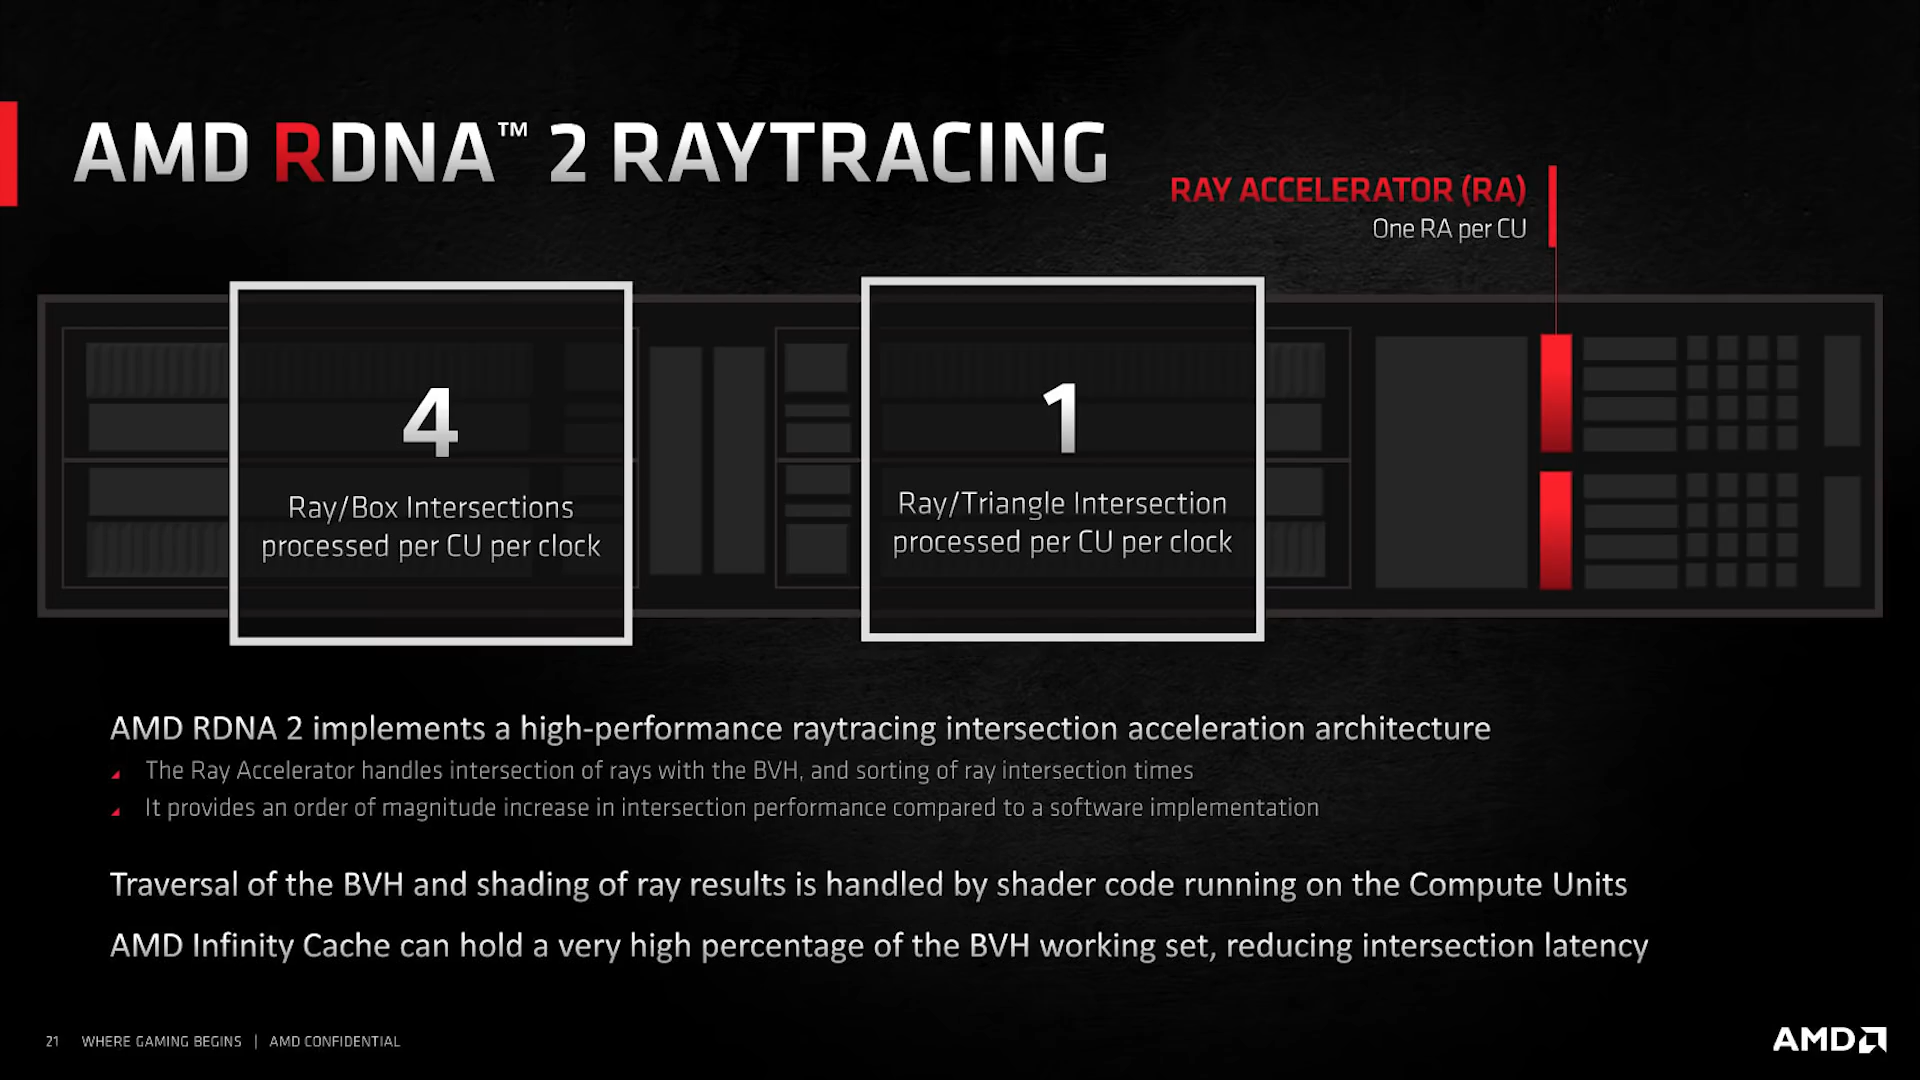 AMD RDNA™ 2 RAYTRACING
RAY ACCELERATOR (RA)
One RA per CU
4
Ray/Box Intersections
processed per CU per clock
1
Ray/Triangle Intersection
processed per CU per clock
AMD RDNA 2 implements a high-performance raytracing intersection acceleration architecture
The Ray Accelerator handles intersection of rays with the BVH, and sorting of ray intersection times
It provides an order of magnitude increase in intersection performance compared to a software implementation
Traversal of the BVH and shading of ray results is handled by shader code running on the Compute Units
AMD Infinity Cache can hold a very high percentage of the BVH working set, reducing intersection latency
21 WHERE GAMING BEGINS | AMD CONFIDENTIAL
AMD